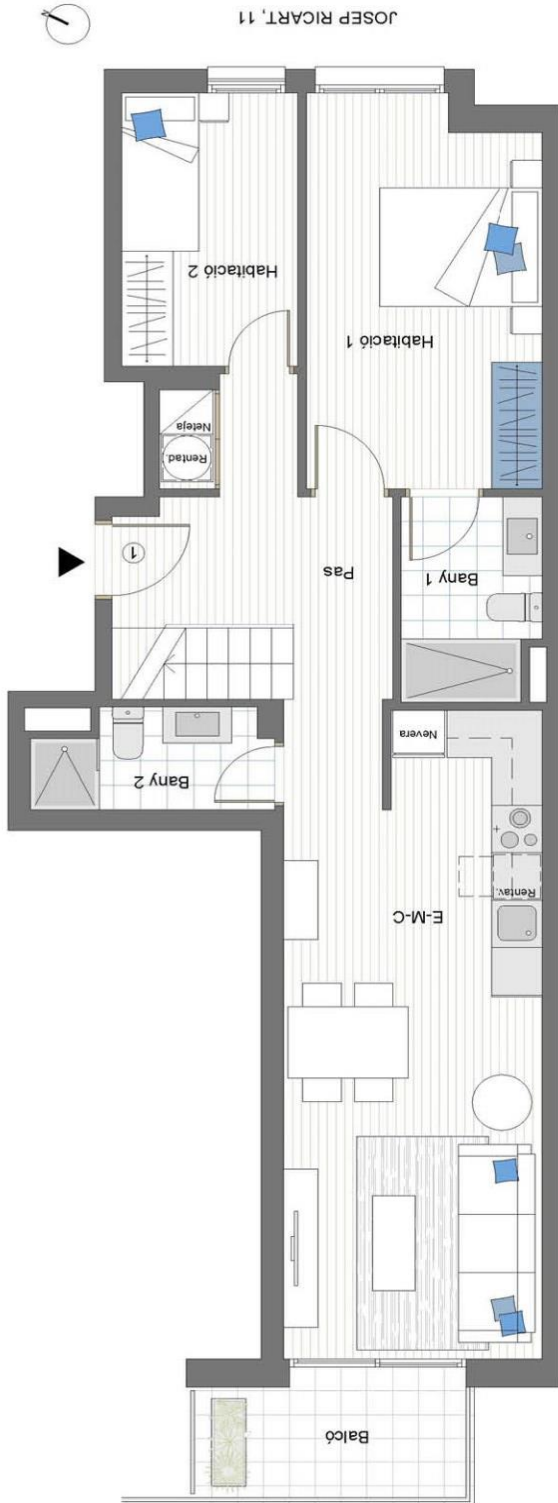 Balcó
E-M-C
Rentav.
Nevera
Bany 2
Bany 1
Pas
1
Rentad.
Neteja
Habitació 1
Habitació 2
JOSEP RICART, 11